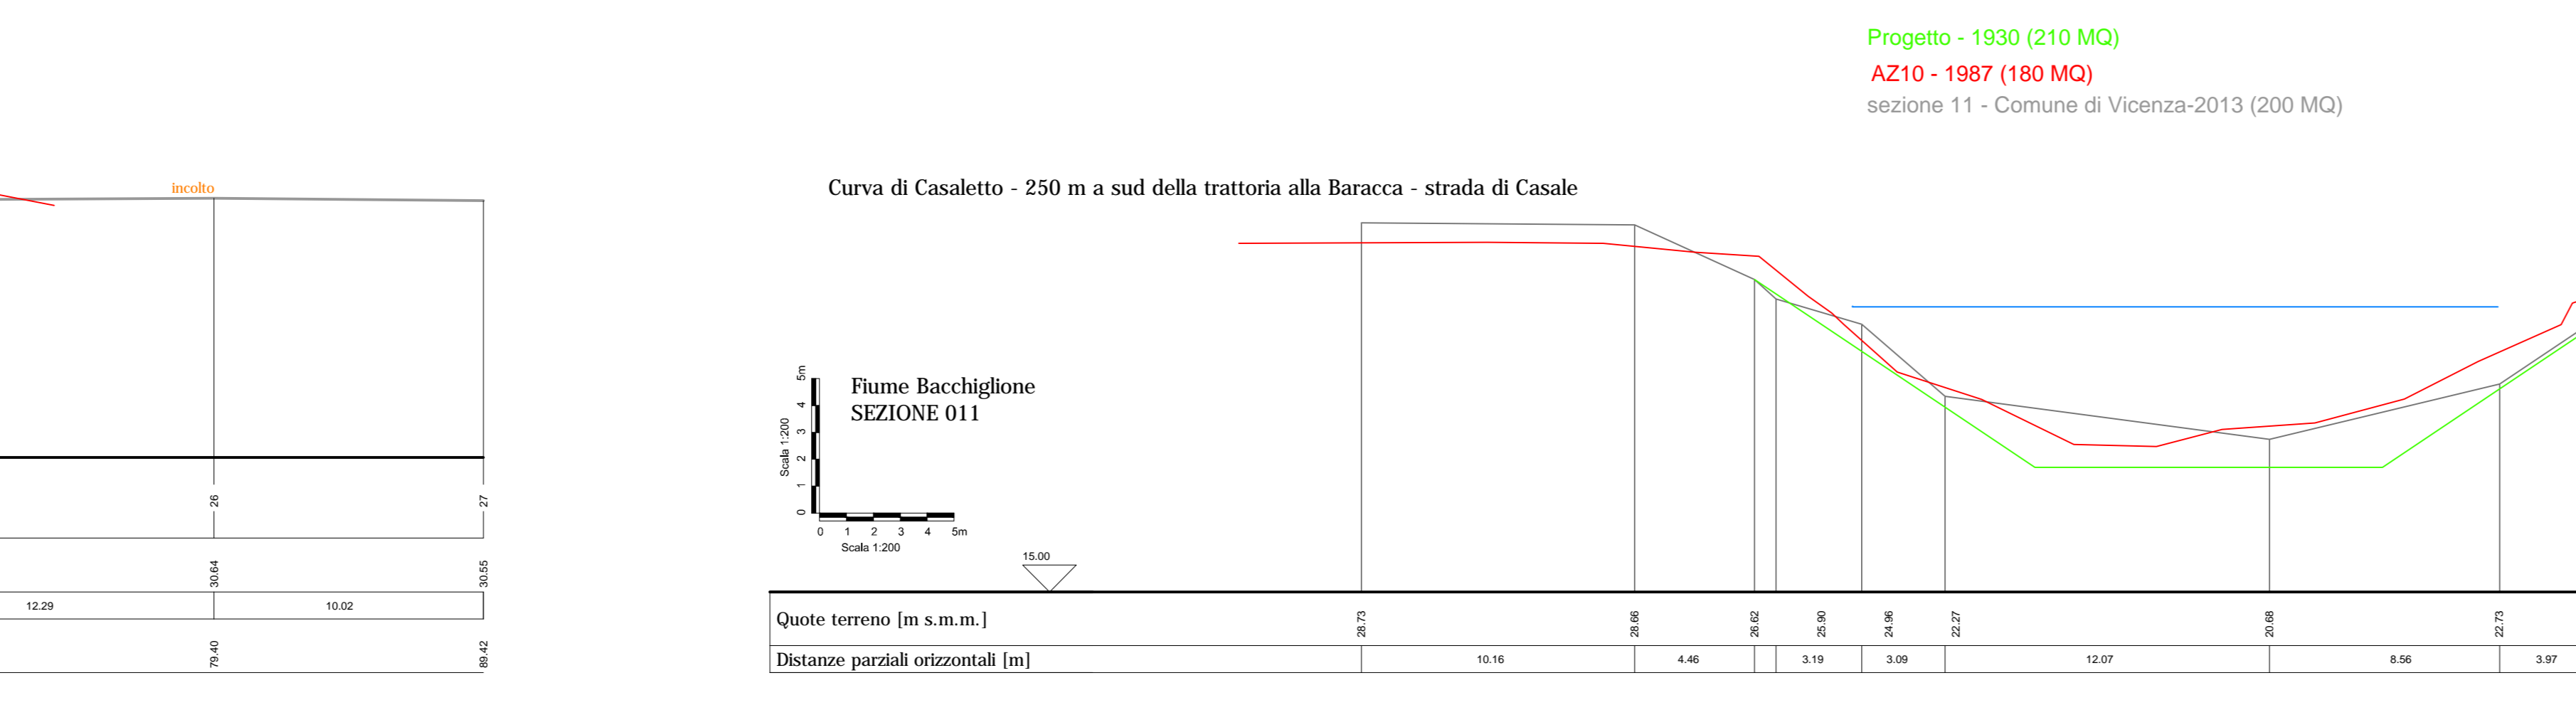 Progetto - 1930 (210 MQ)
AZ10 - 1987 (180 MQ)
sezione 11 - Comune di Vicenza-2013 (200 MQ)
incolto
26
27
30.64
30.55
12.29
10.02
79.40
89.42
Curva di Casaletto - 250 m a sud della trattoria alla Baracca - strada di Casale
Fiume Bacchiglione
SEZIONE 011
Scala 1:200
5m
4
3
2
1
0
0 1 2 3 4 5m
Scala 1:200
15.00
Quote terreno [m s.m.m.]
28.73 28.66 26.62 25.90 24.96 22.27 20.68 22.73
Distanze parziali orizzontali [m]
10.16 4.46 3.19 3.09 12.07 8.56 3.97